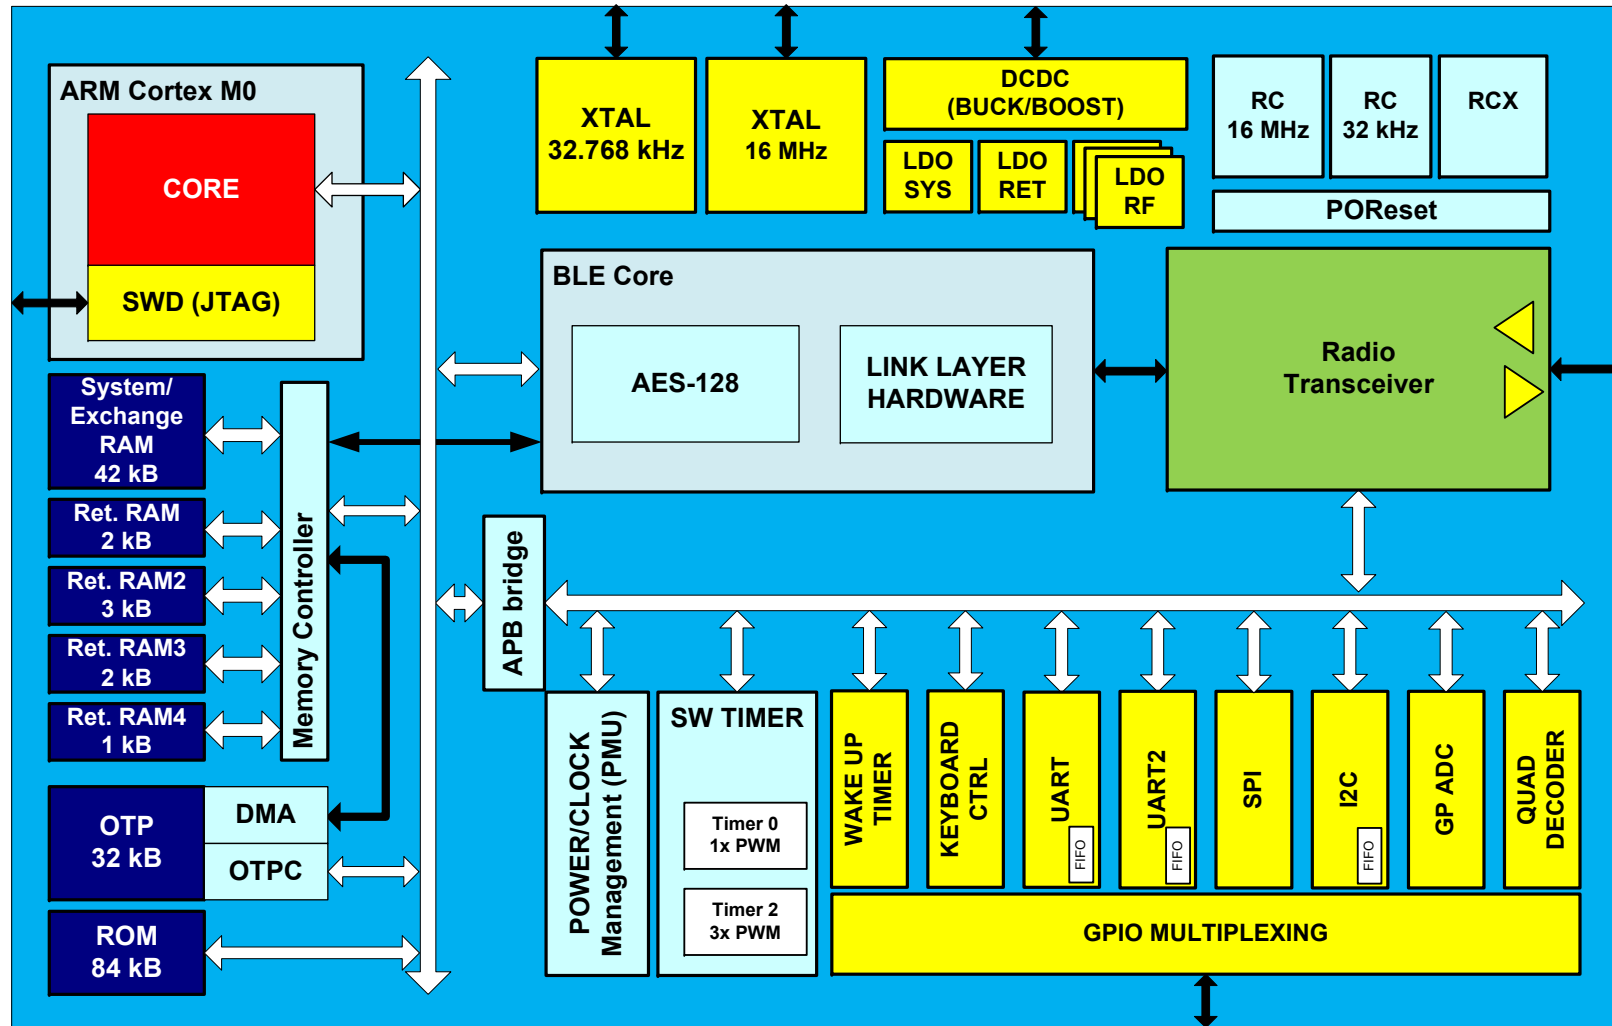 ARM Cortex M0
CORE
SWD (JTAG)
XTAL
32.768 kHz
XTAL
16 MHz
DCDC
(BUCK/BOOST)
LDO
SYS
LDO
RET
LDO
RF
RC
16 MHz
RC
32 kHz
RCX
POReset
BLE Core
AES-128
LINK LAYER
HARDWARE
Radio
Transceiver
System/
Exchange
RAM
42 kB
Ret. RAM
2 kB
Ret. RAM2
3 kB
Ret. RAM3
2 kB
Ret. RAM4
1 kB
Memory Controller
OTP
32 kB
DMA
OTPC
ROM
84 kB
APB bridge
POWER/CLOCK
Management (PMU)
SW TIMER
Timer 0
1x PWM
Timer 2
3x PWM
WAKE UP
TIMER
KEYBOARD
CTRL
UART
FIFO
UART2
FIFO
SPI
I2C
FIFO
GP ADC
QUAD
DECODER
GPIO MULTIPLEXING